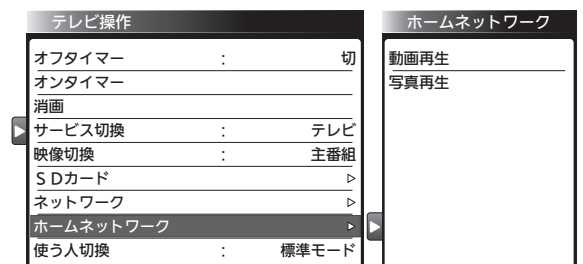 テレビ操作
オフタイマー : 切
オンタイマー
消画
サービス切換 : テレビ
映像切換 : 主番組
SDカード
ネットワーク
ホームネットワーク
使う人切換 : 標準モード
ホームネットワーク
動画再生
写真再生